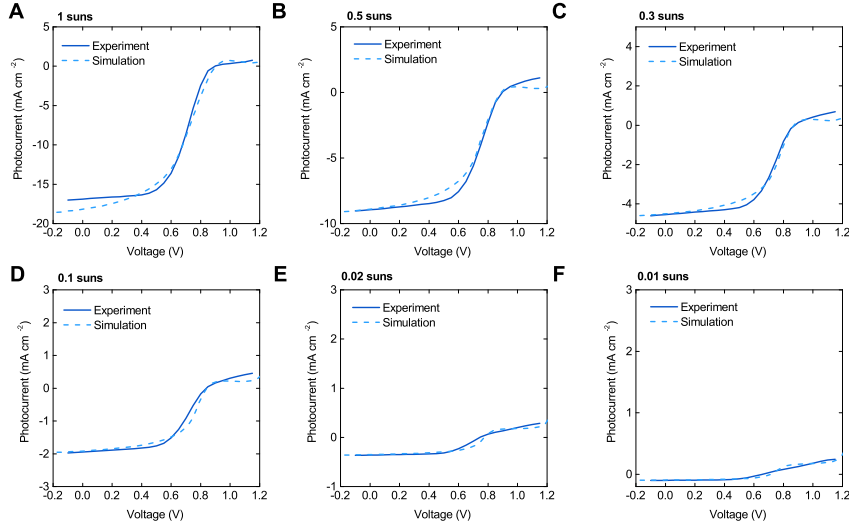 A
1 suns
5
0
-5
-10
-15
-20
-0.2 0.0 0.2 0.4 0.6 0.8 1.0 1.2
Photocurrent (mA cm -2)
Voltage (V)
Experiment
Simulation
B
0.5 suns
5
0
-5
-10
-0.2 0.0 0.2 0.4 0.6 0.8 1.0 1.2
Photocurrent (mA cm -2)
Voltage (V)
Experiment
Simulation
C
0.3 suns
4
2
0
-2
-4
-0.2 0.0 0.2 0.4 0.6 0.8 1.0 1.2
Photocurrent (mA cm -2)
Voltage (V)
Experiment
Simulation
D
0.1 suns
3
2
1
0
-1
-2
-3
-0.2 0.0 0.2 0.4 0.6 0.8 1.0 1.2
Photocurrent (mA cm -2)
Voltage (V)
Experiment
Simulation
E
0.02 suns
3
2
1
0
-1
-0.2 0.0 0.2 0.4 0.6 0.8 1.0 1.2
Photocurrent (mA cm -2)
Voltage (V)
Experiment
Simulation
F
0.01 suns
3
2
1
0
-0.2 0.0 0.2 0.4 0.6 0.8 1.0 1.2
Photocurrent (mA cm -2)
Voltage (V)
Experiment
Simulation